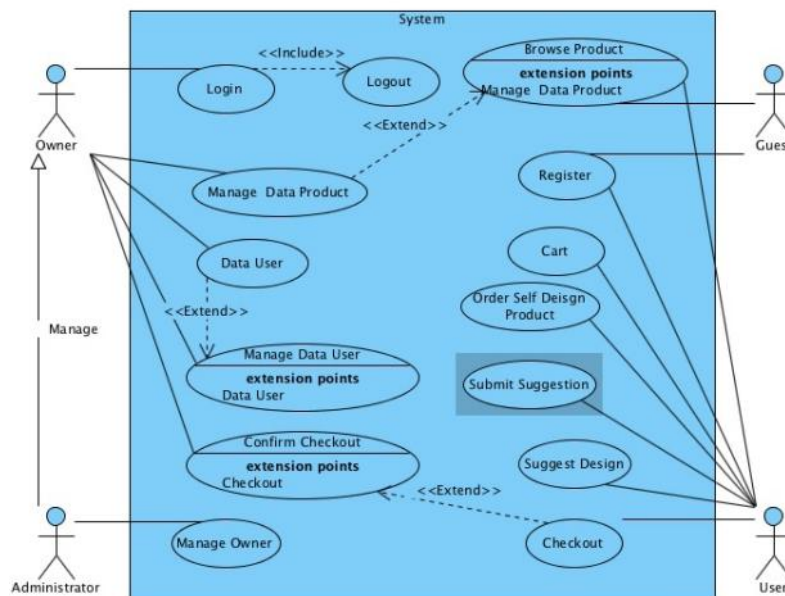 System
<<Include>>
Login
Logout
Browse Product
extension points
Manage Data Product
<<Extend>>
Owner
Gues
Manage Data Product
Register
Data User
Cart
<<Extend>>
Order Self Deisgn
Product
Manage
Manage Data User
extension points
Data User
Submit Suggestion
Confirm Checkout
extension points
Checkout
Suggest Design
<<Extend>>
Manage Owner
Checkout
Administrator
User